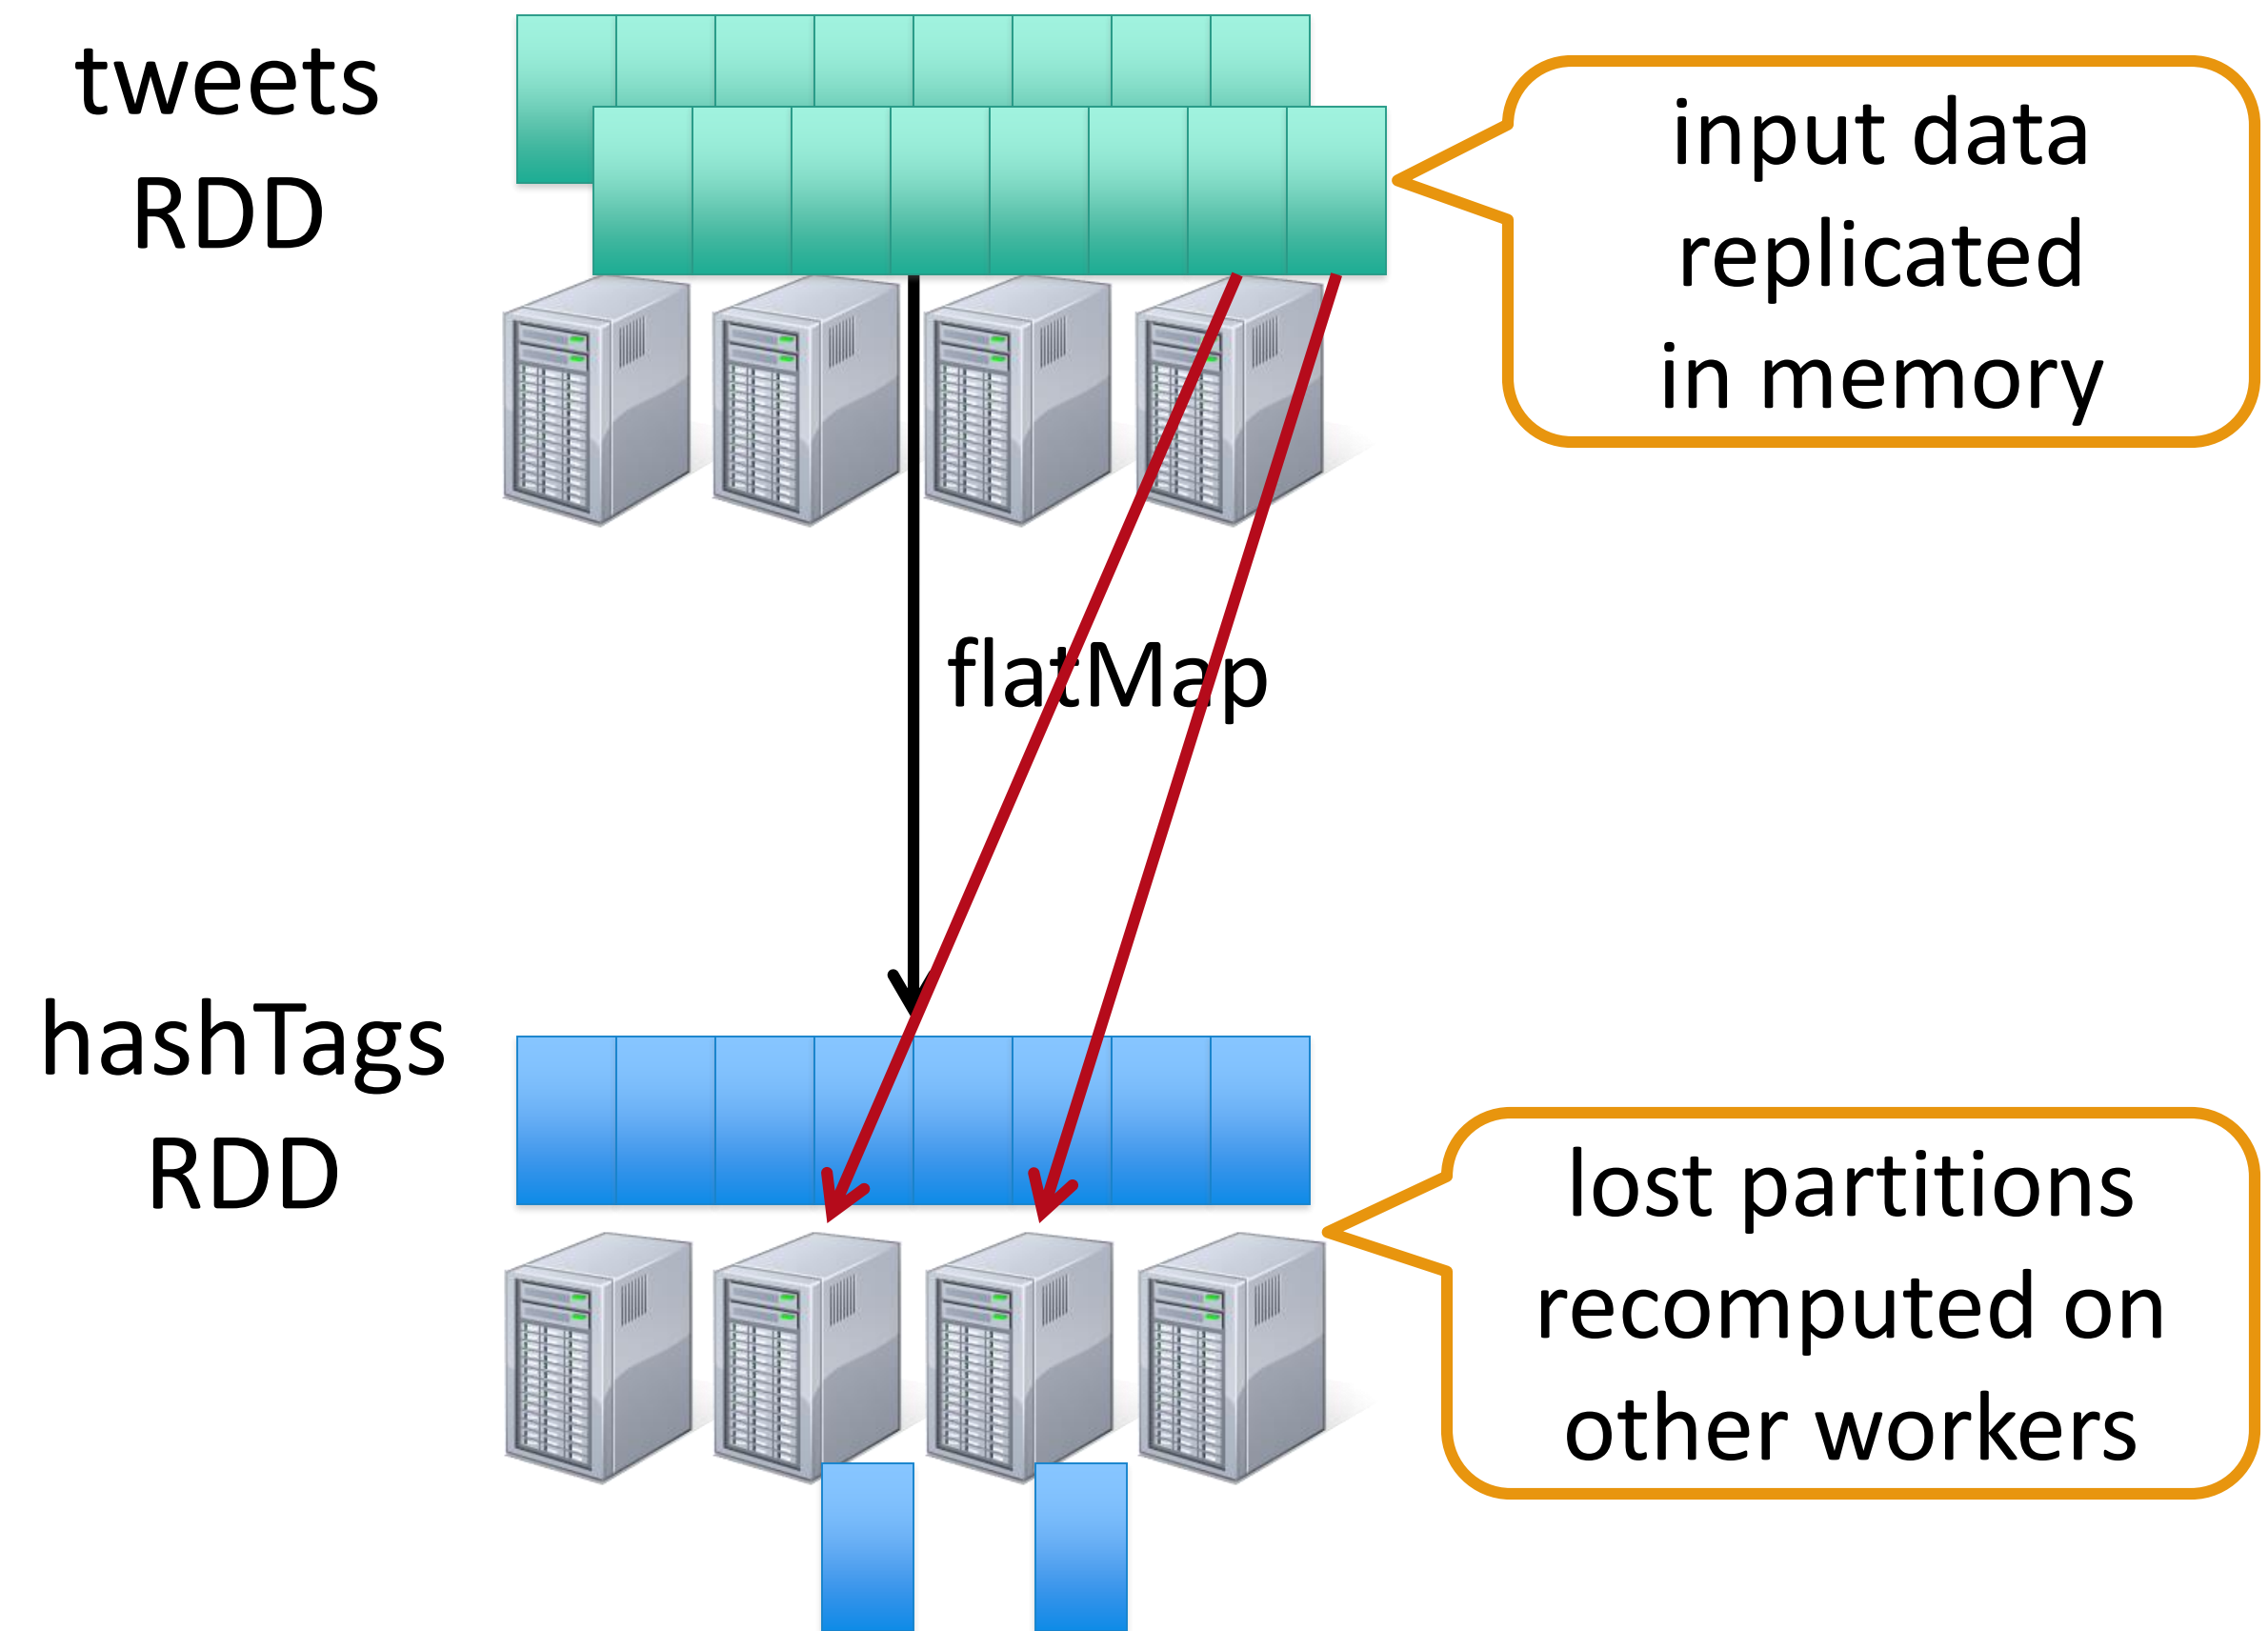 tweets
RDD
input data
replicated
in memory
flatMap
hashTags
RDD
lost partitions
recomputed on
other workers